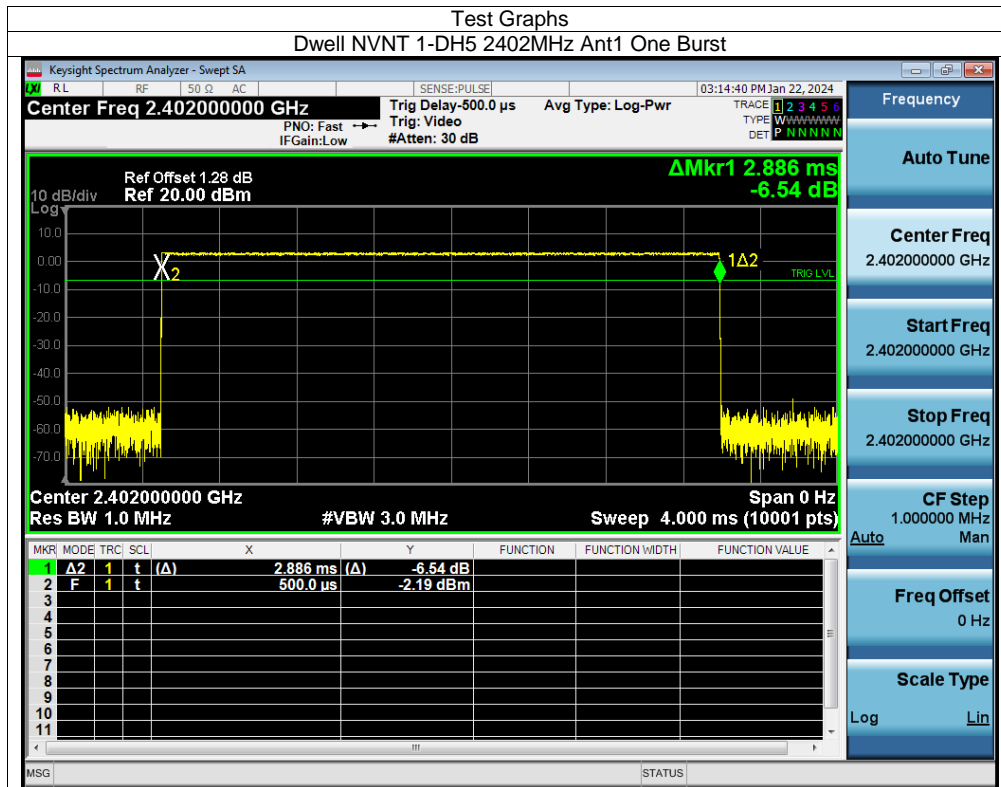 Test Graphs
Dwell NVNT 1-DH5 2402MHz Ant1 One Burst
Keysight Spectrum Analyzer - Swept SA
LXI RL RF 50 Ω AC SENSE:PULSE 03:14:40 PM Jan 22, 2024
Center Freq 2.402000000 GHz
PNO: Fast
IFGain:Low
Trig Delay-500.0 µs
Trig: Video
#Atten: 30 dB
Avg Type: Log-Pwr
TRACE 1 2 3 4 5 6
TYPE WWWWWW
DET P N N N N N
ΔMkr1 2.886 ms
-6.54 dB
Ref Offset 1.28 dB
10 dB/div Ref 20.00 dBm
Log
10.0
0.00
-10.0
-20.0
-30.0
-40.0
-50.0
-60.0
-70.0
2
1Δ2
TRIG LVL
Center 2.402000000 GHz Span 0 Hz
Res BW 1.0 MHz #VBW 3.0 MHz Sweep 4.000 ms (10001 pts)
MKR MODE TRC SCL X Y FUNCTION FUNCTION WIDTH FUNCTION VALUE
1 Δ2 1 t (Δ) 2.886 ms (Δ) -6.54 dB
2 F 1 t 500.0 µs -2.19 dBm
3
4
5
6
7
8
9
10
11
MSG STATUS
Frequency
Auto Tune
Center Freq
2.402000000 GHz
Start Freq
2.402000000 GHz
Stop Freq
2.402000000 GHz
CF Step
1.000000 MHz
Auto Man
Freq Offset
0 Hz
Scale Type
Log Lin